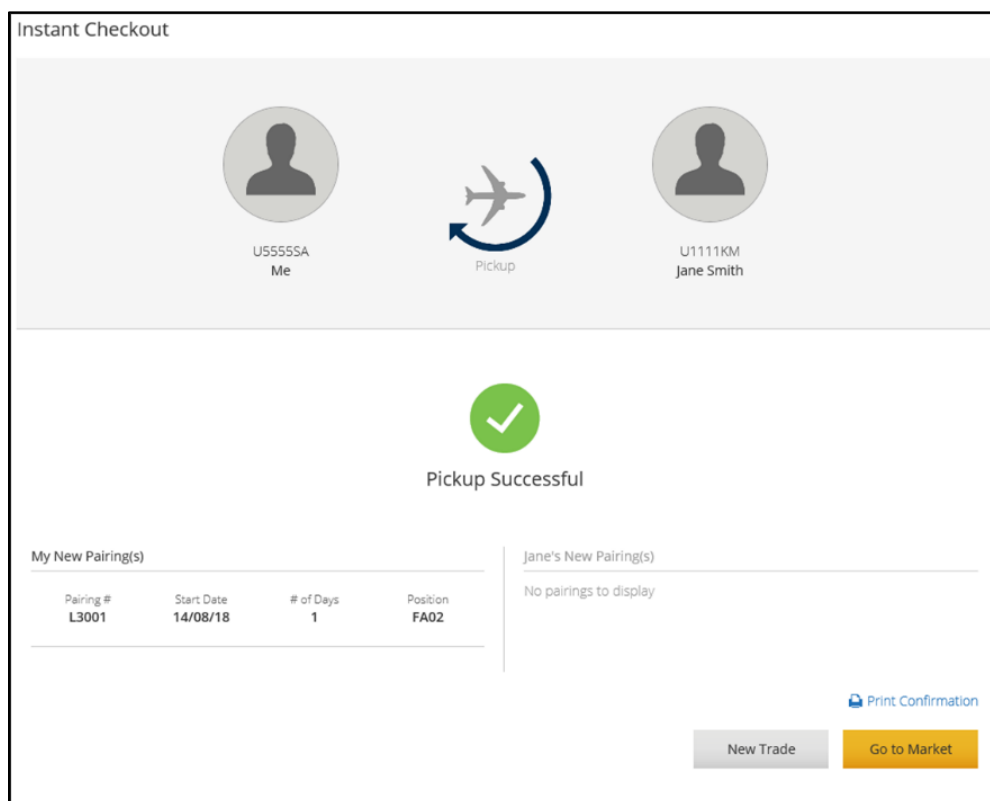 Instant Checkout
U5555SA
Me
Pickup
U1111KM
Jane Smith
Pickup Successful
My New Pairing(s)
Pairing # Start Date # of Days Position
L3001 14/08/18 1 FA02
Jane's New Pairing(s)
No pairings to display
Print Confirmation
New Trade Go to Market